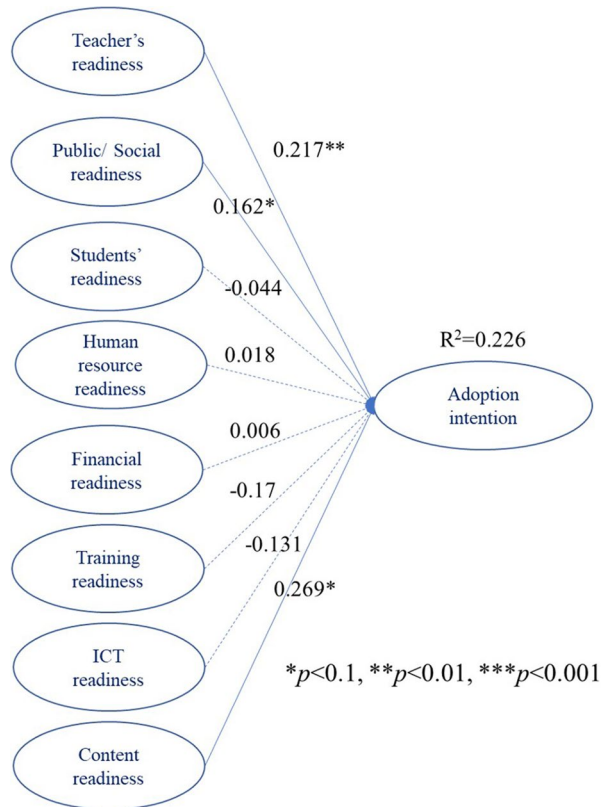 Teacher’s
readiness
0.217**
Public/ Social
readiness
0.162*
Students’
readiness
-0.044
Human
resource
readiness
0.018
R²=0.226
Adoption
intention
0.006
Financial
readiness
-0.17
Training
readiness
-0.131
0.269*
ICT
readiness
*p<0.1, **p<0.01, ***p<0.001
Content
readiness